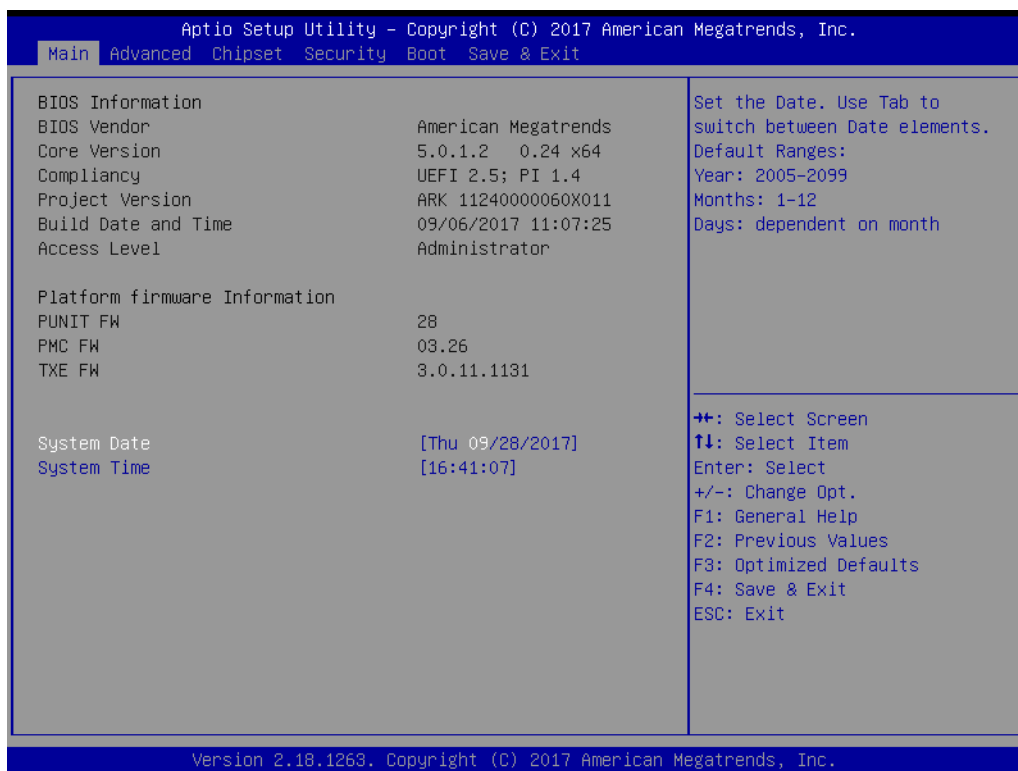 Aptio Setup Utility – Copyright (C) 2017 American Megatrends, Inc.
Main Advanced Chipset Security Boot Save & Exit
BIOS Information
BIOS Vendor American Megatrends
Core Version 5.0.1.2 0.24 x64
Compliancy UEFI 2.5; PI 1.4
Project Version ARK 11240000060X011
Build Date and Time 09/06/2017 11:07:25
Access Level Administrator
Platform firmware Information
PUNIT FW 28
PMC FW 03.26
TXE FW 3.0.11.1131
System Date [Thu 09/28/2017]
System Time [16:41:07]
Set the Date. Use Tab to
switch between Date elements.
Default Ranges:
Year: 2005-2099
Months: 1-12
Days: dependent on month
→←: Select Screen
↑↓: Select Item
Enter: Select
+/-: Change Opt.
F1: General Help
F2: Previous Values
F3: Optimized Defaults
F4: Save & Exit
ESC: Exit
Version 2.18.1263. Copyright (C) 2017 American Megatrends, Inc.